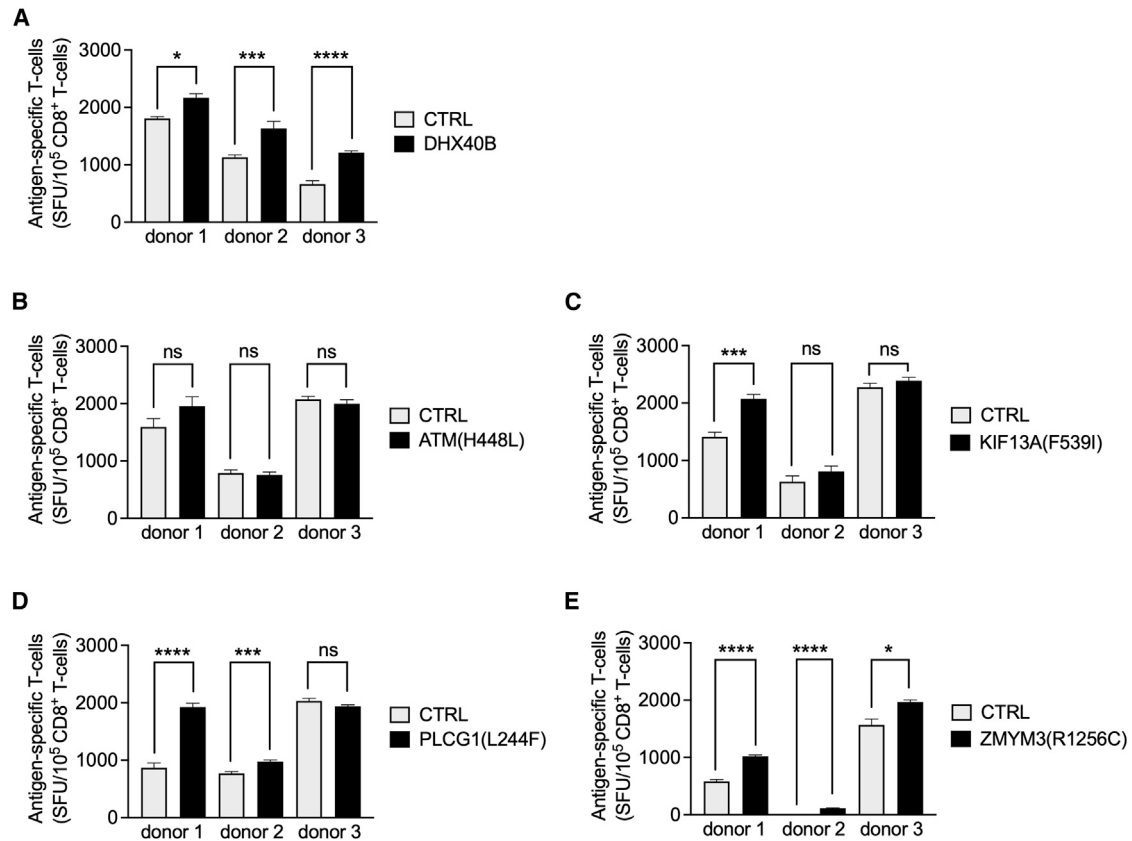 A
Antigen-specific T-cells
(SFU/10⁵ CD8⁺ T-cells)
3000
2000
1000
0
* *** ****
donor 1 donor 2 donor 3
CTRL
DHX40B
B
Antigen-specific T-cells
(SFU/10⁵ CD8⁺ T-cells)
3000
2000
1000
0
ns ns ns
donor 1 donor 2 donor 3
CTRL
ATM(H448L)
C
Antigen-specific T-cells
(SFU/10⁵ CD8⁺ T-cells)
3000
2000
1000
0
*** ns ns
donor 1 donor 2 donor 3
CTRL
KIF13A(F539I)
D
Antigen-specific T-cells
(SFU/10⁵ CD8⁺ T-cells)
3000
2000
1000
0
**** *** ns
donor 1 donor 2 donor 3
CTRL
PLCG1(L244F)
E
Antigen-specific T-cells
(SFU/10⁵ CD8⁺ T-cells)
3000
2000
1000
0
**** **** *
donor 1 donor 2 donor 3
CTRL
ZMYM3(R1256C)